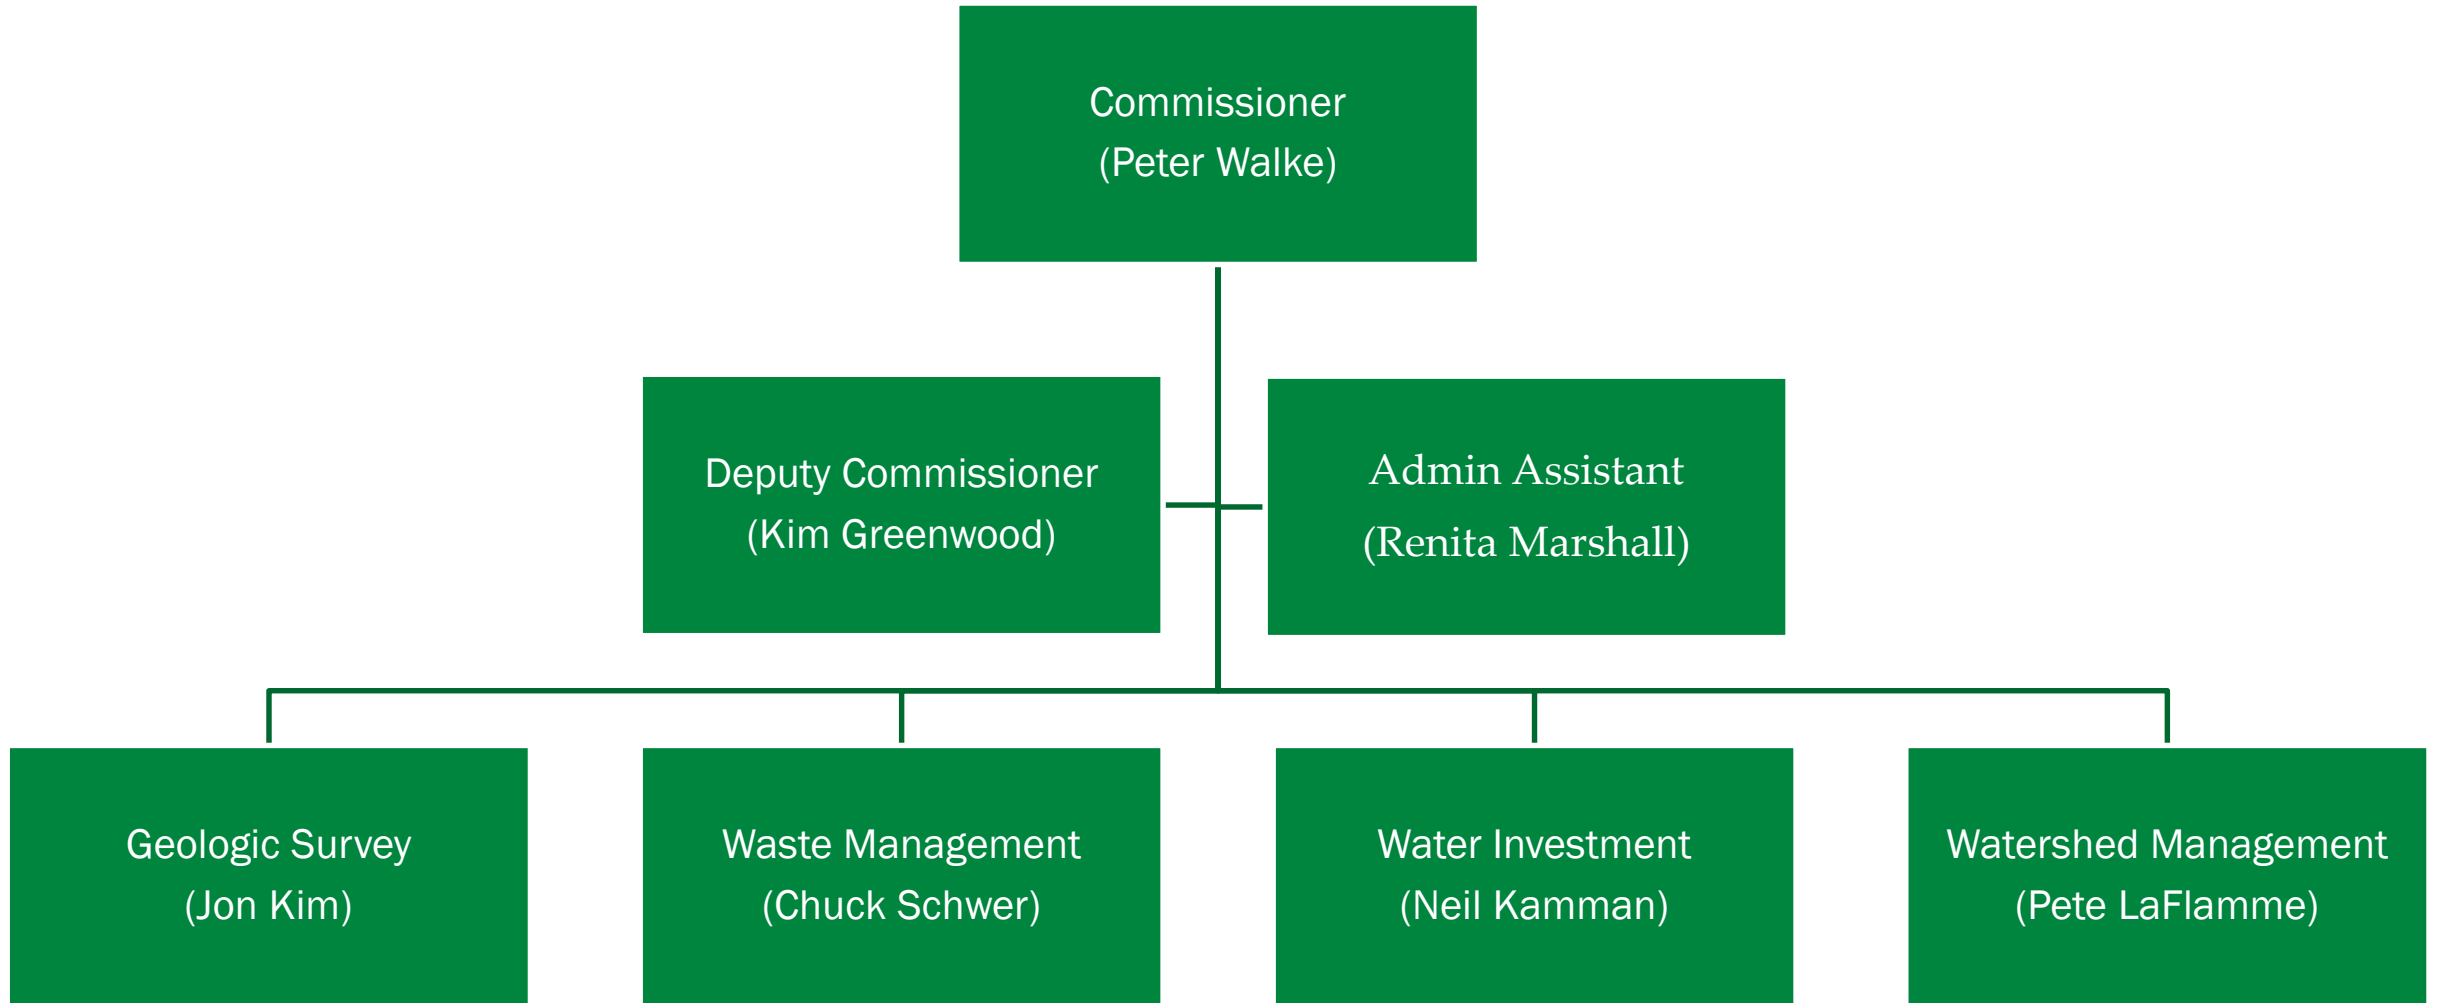 Commissioner
(Peter Walke)
Deputy Commissioner
(Kim Greenwood)
Admin Assistant
(Renita Marshall)
Geologic Survey
(Jon Kim)
Waste Management
(Chuck Schwer)
Water Investment
(Neil Kamman)
Watershed Management
(Pete LaFlamme)